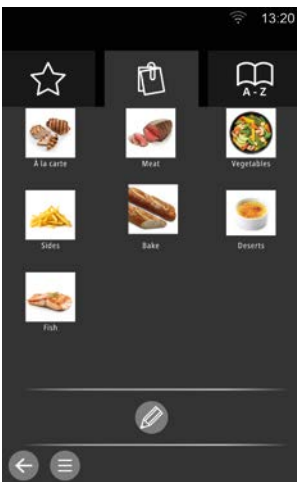 13:20
A-Z
À la carte
Meat
Vegetables
Sides
Bake
Deserts
Fish